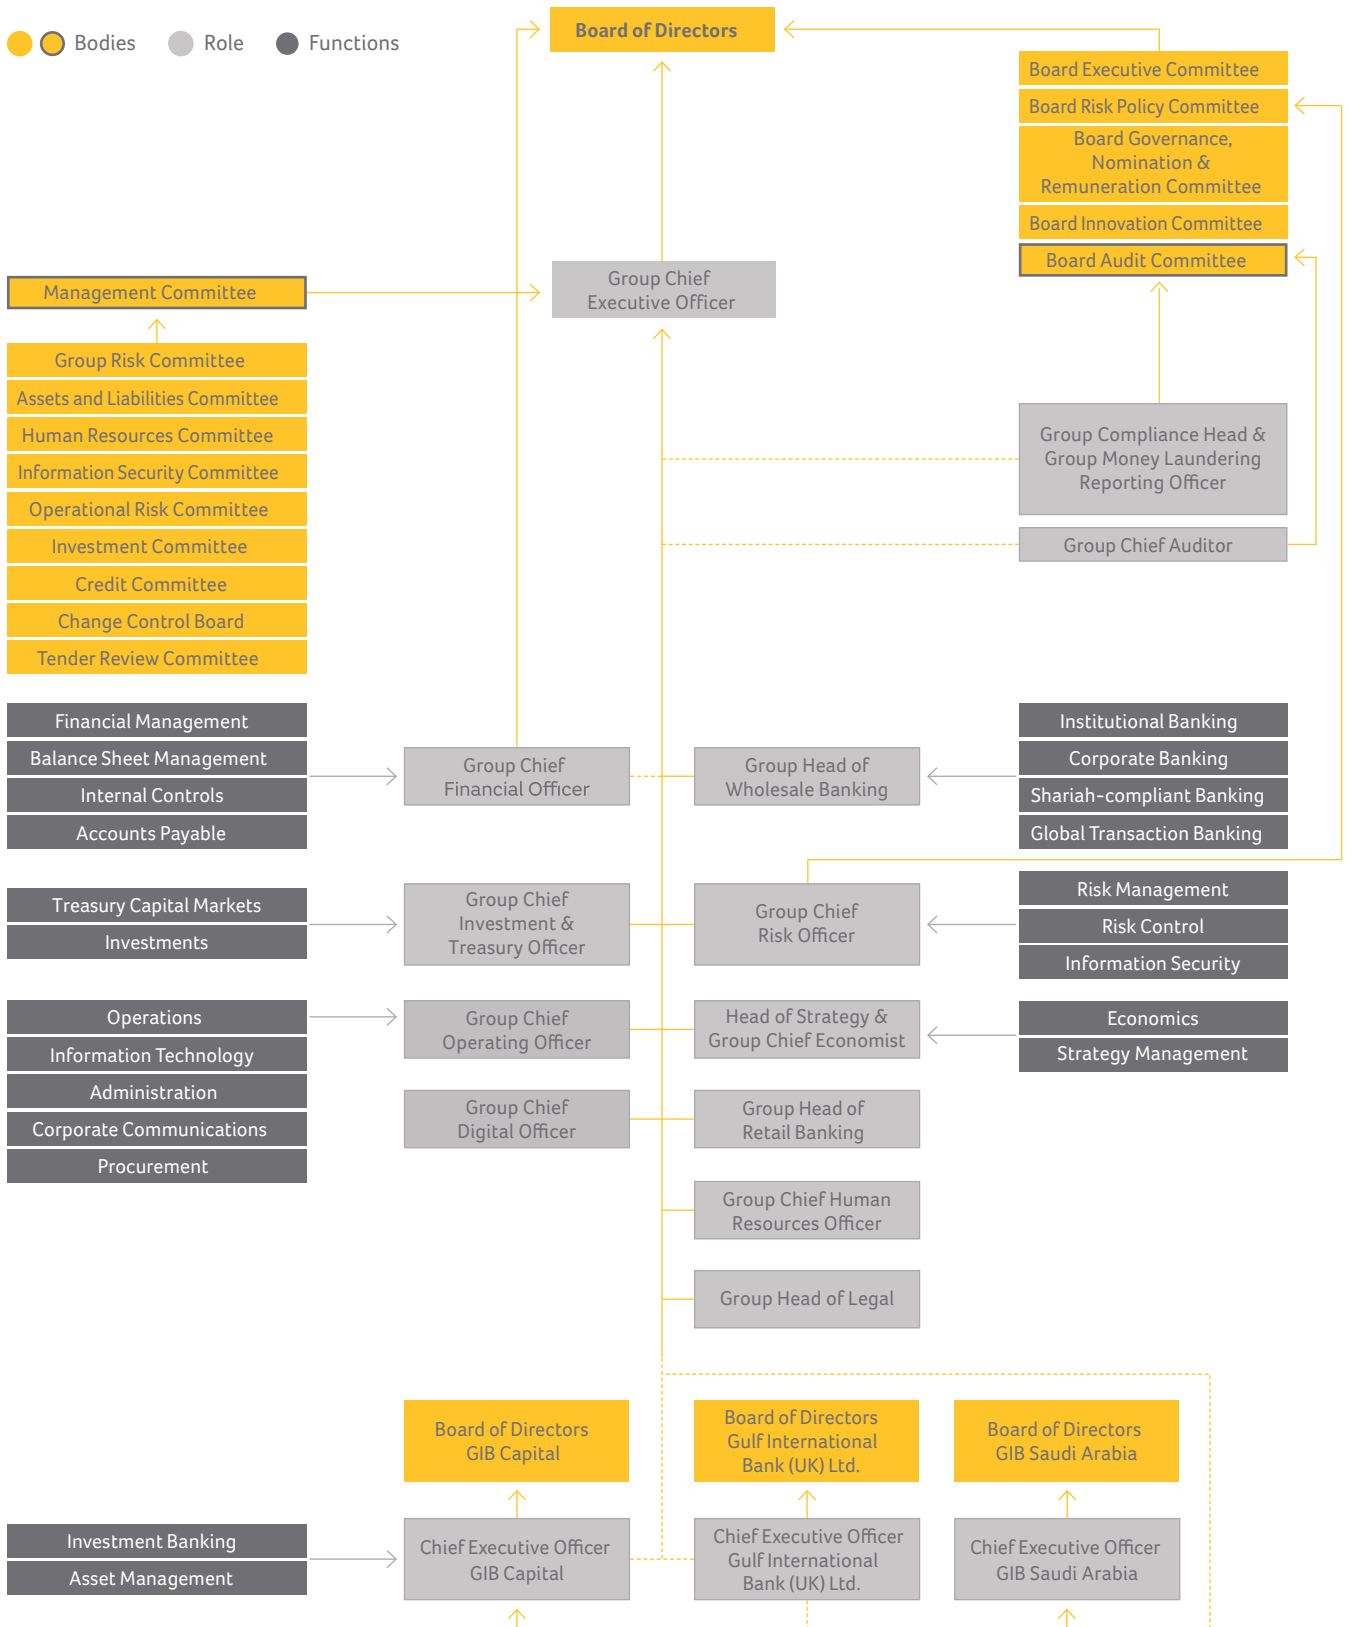 Bodies
Role
Functions
Board of Directors
Board Executive Committee
Board Risk Policy Committee
Board Governance,
Nomination &
Remuneration Committee
Board Innovation Committee
Board Audit Committee
Management Committee
Group Chief
Executive Officer
Group Risk Committee
Assets and Liabilities Committee
Human Resources Committee
Information Security Committee
Operational Risk Committee
Investment Committee
Credit Committee
Change Control Board
Tender Review Committee
Group Compliance Head &
Group Money Laundering
Reporting Officer
Group Chief Auditor
Financial Management
Balance Sheet Management
Internal Controls
Accounts Payable
Group Chief
Financial Officer
Group Head of
Wholesale Banking
Institutional Banking
Corporate Banking
Shariah-compliant Banking
Global Transaction Banking
Treasury Capital Markets
Investments
Group Chief
Investment &
Treasury Officer
Group Chief
Risk Officer
Risk Management
Risk Control
Information Security
Operations
Information Technology
Administration
Corporate Communications
Procurement
Group Chief
Operating Officer
Head of Strategy &
Group Chief Economist
Economics
Strategy Management
Group Chief
Digital Officer
Group Head of
Retail Banking
Group Chief Human
Resources Officer
Group Head of Legal
Board of Directors
GIB Capital
Board of Directors
Gulf International
Bank (UK) Ltd.
Board of Directors
GIB Saudi Arabia
Investment Banking
Asset Management
Chief Executive Officer
GIB Capital
Chief Executive Officer
Gulf International
Bank (UK) Ltd.
Chief Executive Officer
GIB Saudi Arabia